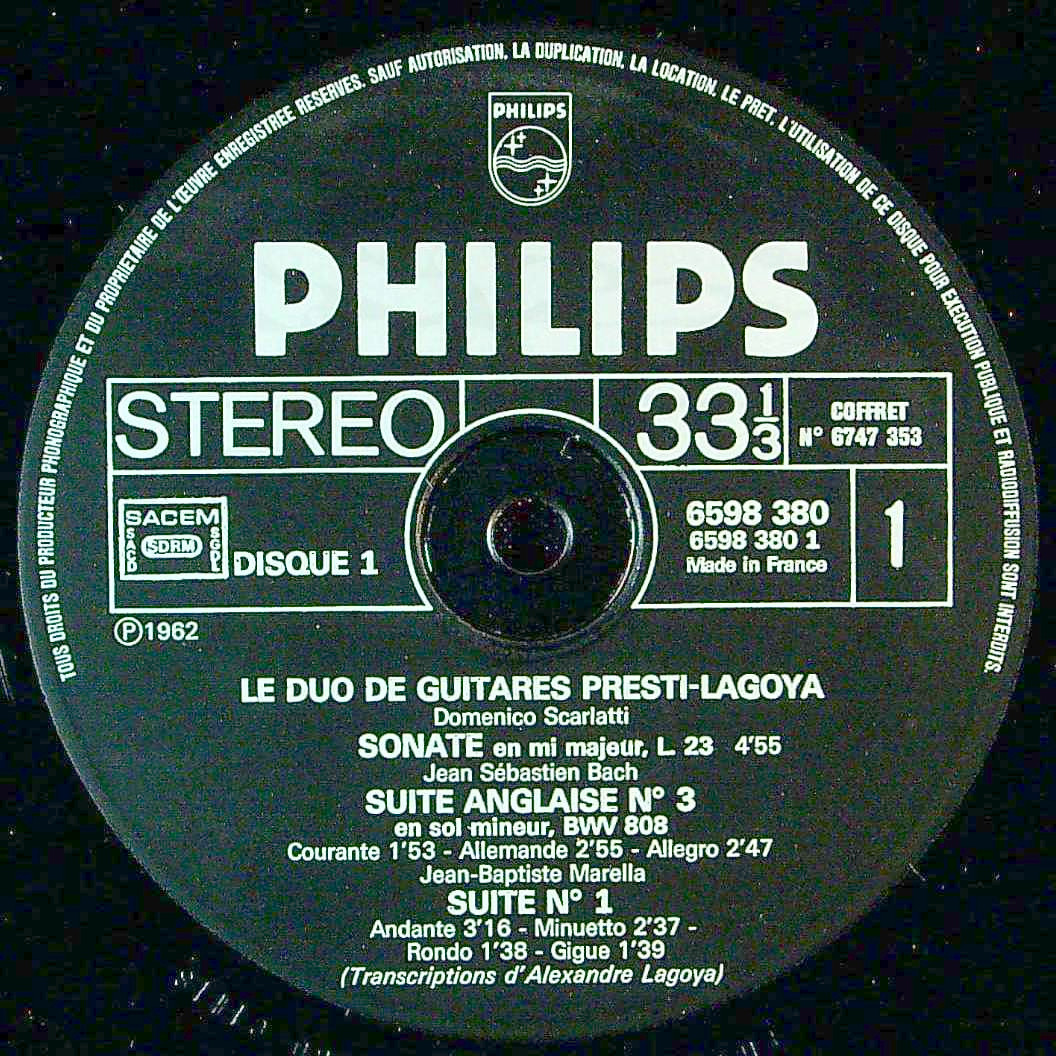 TOUS DROITS DU PRODUCTEUR PHONOGRAPHIQUE ET DU PROPRIETAIRE DE L'ŒUVRE ENREGISTREE RESERVES. SAUF AUTORISATION, LA DUPLICATION, LA LOCATION, LE PRET, L'UTILISATION DE CE DISQUE POUR EXECUTION PUBLIQUE ET RADIODIFFUSION SONT INTERDITS.
PHILIPS
PHILIPS
STEREO
33 1/3
COFFRET
N° 6747 353
SACEM
SACD
SDRM
SGDL
DISQUE 1
6598 380
6598 380 1
Made in France
1
Ⓟ1962
LE DUO DE GUITARES PRESTI-LAGOYA
Domenico Scarlatti
SONATE en mi majeur, L. 23 4'55
Jean Sébastien Bach
SUITE ANGLAISE N° 3
en sol mineur, BWV 808
Courante 1'53 - Allemande 2'55 - Allegro 2'47
Jean-Baptiste Marella
SUITE N° 1
Andante 3'16 - Minuetto 2'37 -
Rondo 1'38 - Gigue 1'39
(Transcriptions d'Alexandre Lagoya)